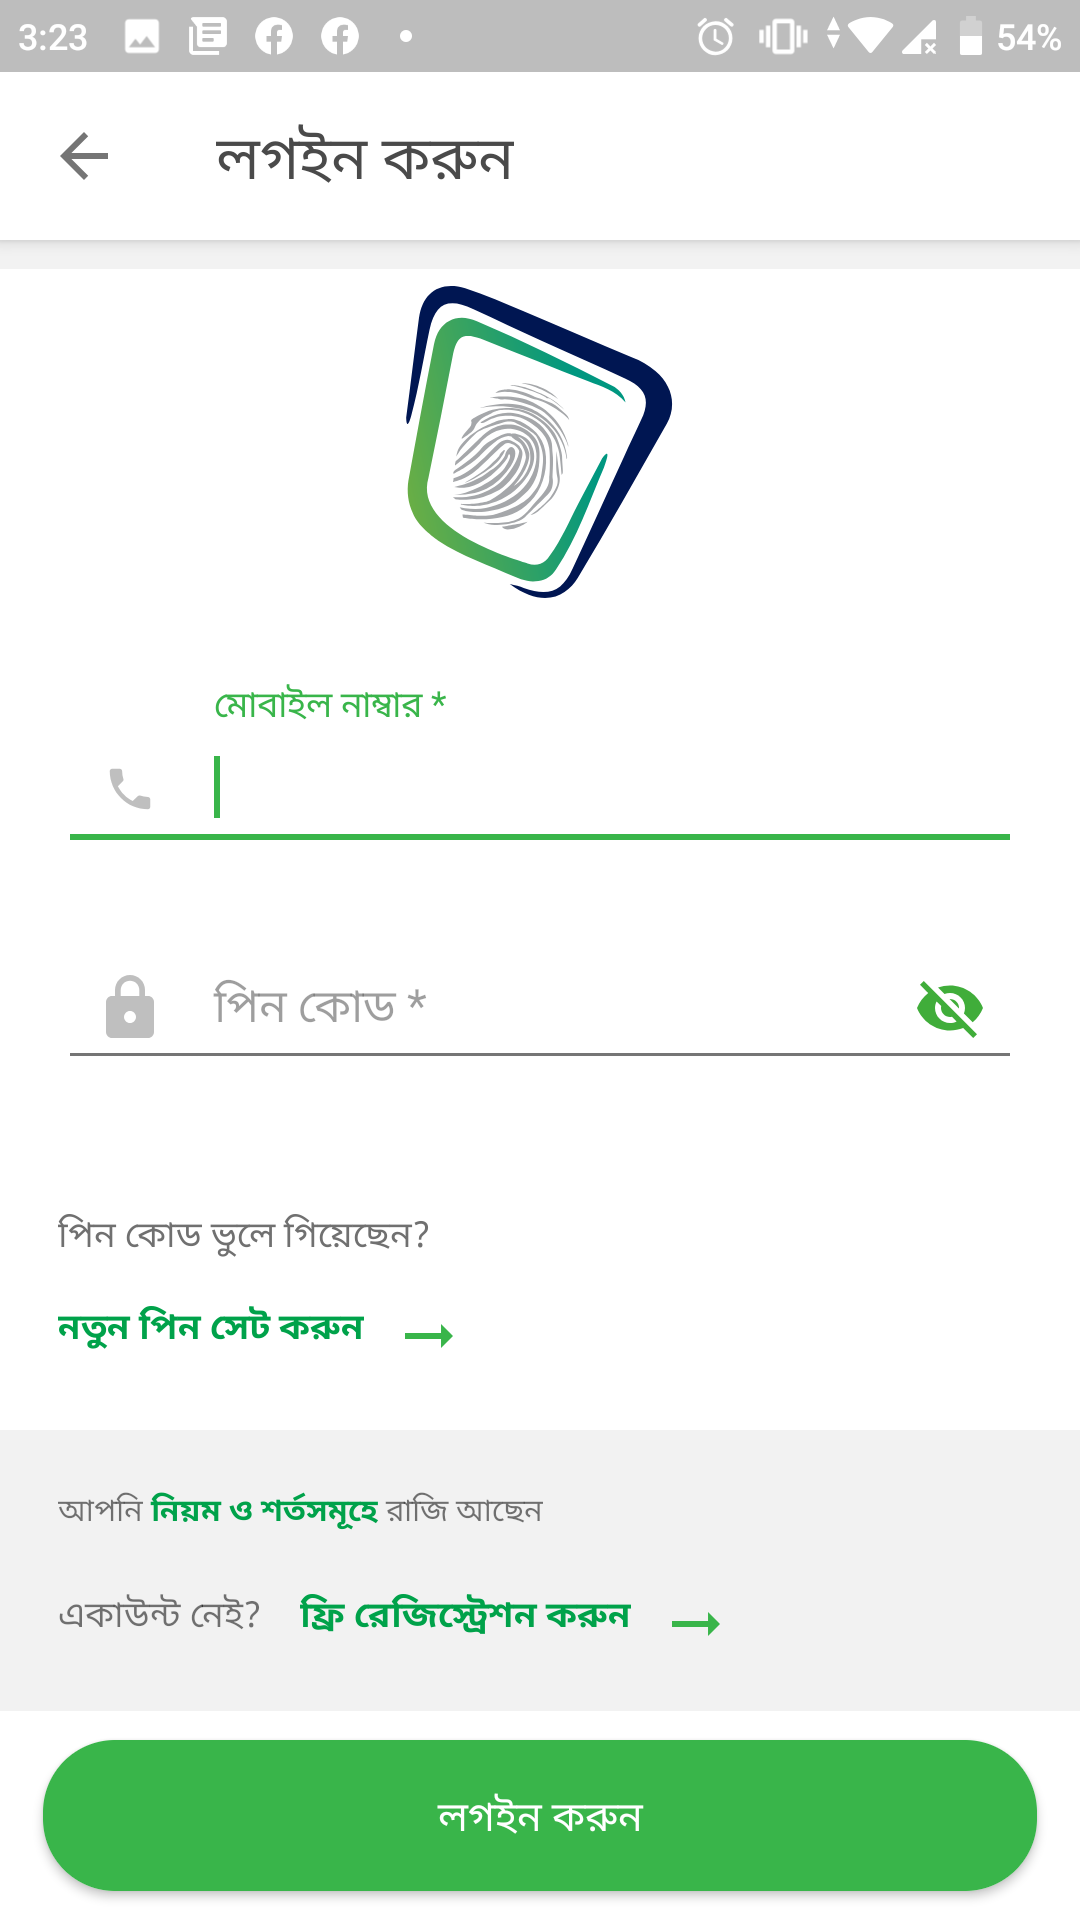 3:23 54%
লগইন করুন
মোবাইল নাম্বার *
পিন কোড *
পিন কোড ভুলে গিয়েছেন?
নতুন পিন সেট করুন
আপনি নিয়ম ও শর্তসমূহে রাজি আছেন
একাউন্ট নেই? ফ্রি রেজিস্ট্রেশন করুন
লগইন করুন